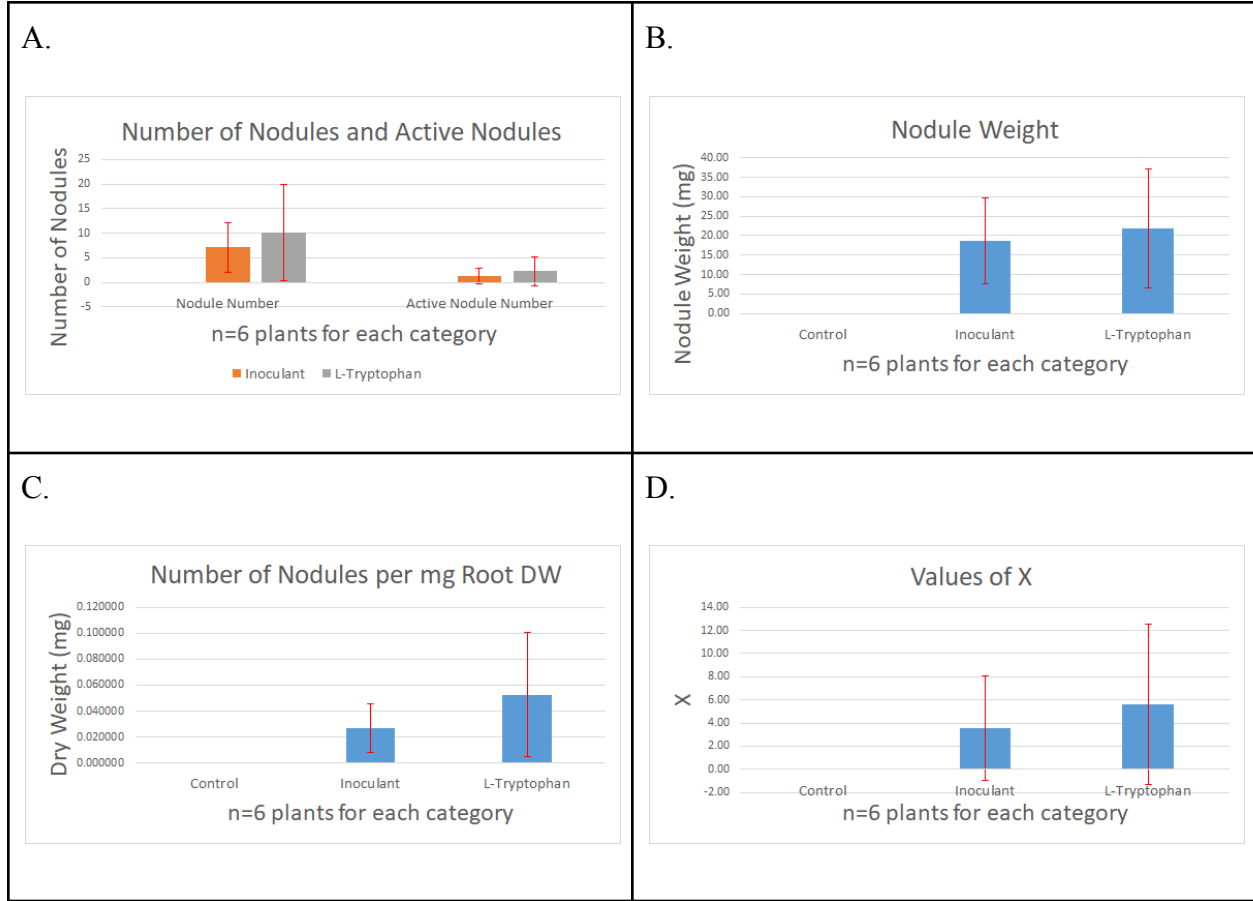 A.
Number of Nodules and Active Nodules
Number of Nodules
25
20
15
10
5
0
-5
Nodule Number
Active Nodule Number
n=6 plants for each category
Inoculant L-Tryptophan
B.
Nodule Weight
Nodule Weight (mg)
40.00
35.00
30.00
25.00
20.00
15.00
10.00
5.00
0.00
Control
Inoculant
L-Tryptophan
n=6 plants for each category
C.
Number of Nodules per mg Root DW
Dry Weight (mg)
0.120000
0.100000
0.080000
0.060000
0.040000
0.020000
0.000000
Control
Inoculant
L-Tryptophan
n=6 plants for each category
D.
Values of X
X
14.00
12.00
10.00
8.00
6.00
4.00
2.00
0.00
-2.00
Control
Inoculant
L-Tryptophan
n=6 plants for each category